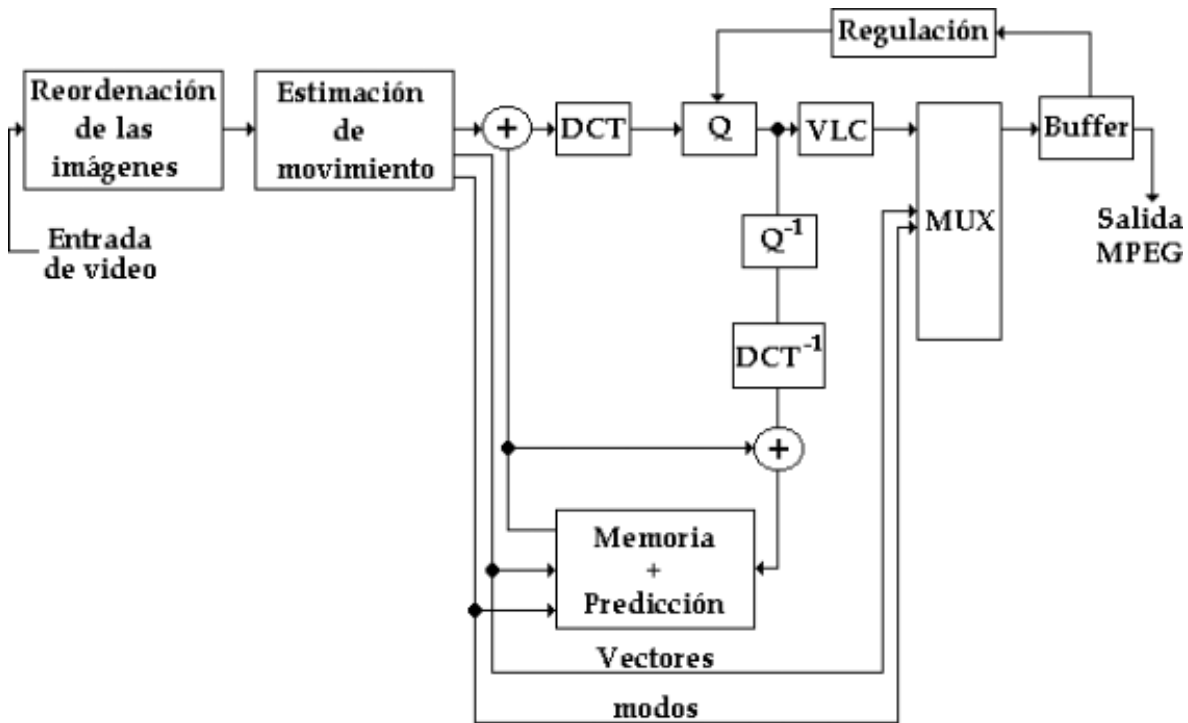 Regulación
Reordenación
de las
imágenes
Estimación
de
movimiento
+
DCT
Q
VLC
MUX
Buffer
Entrada
de video
Salida
MPEG
Q⁻¹
DCT⁻¹
+
Memoria
+
Predicción
Vectores
modos